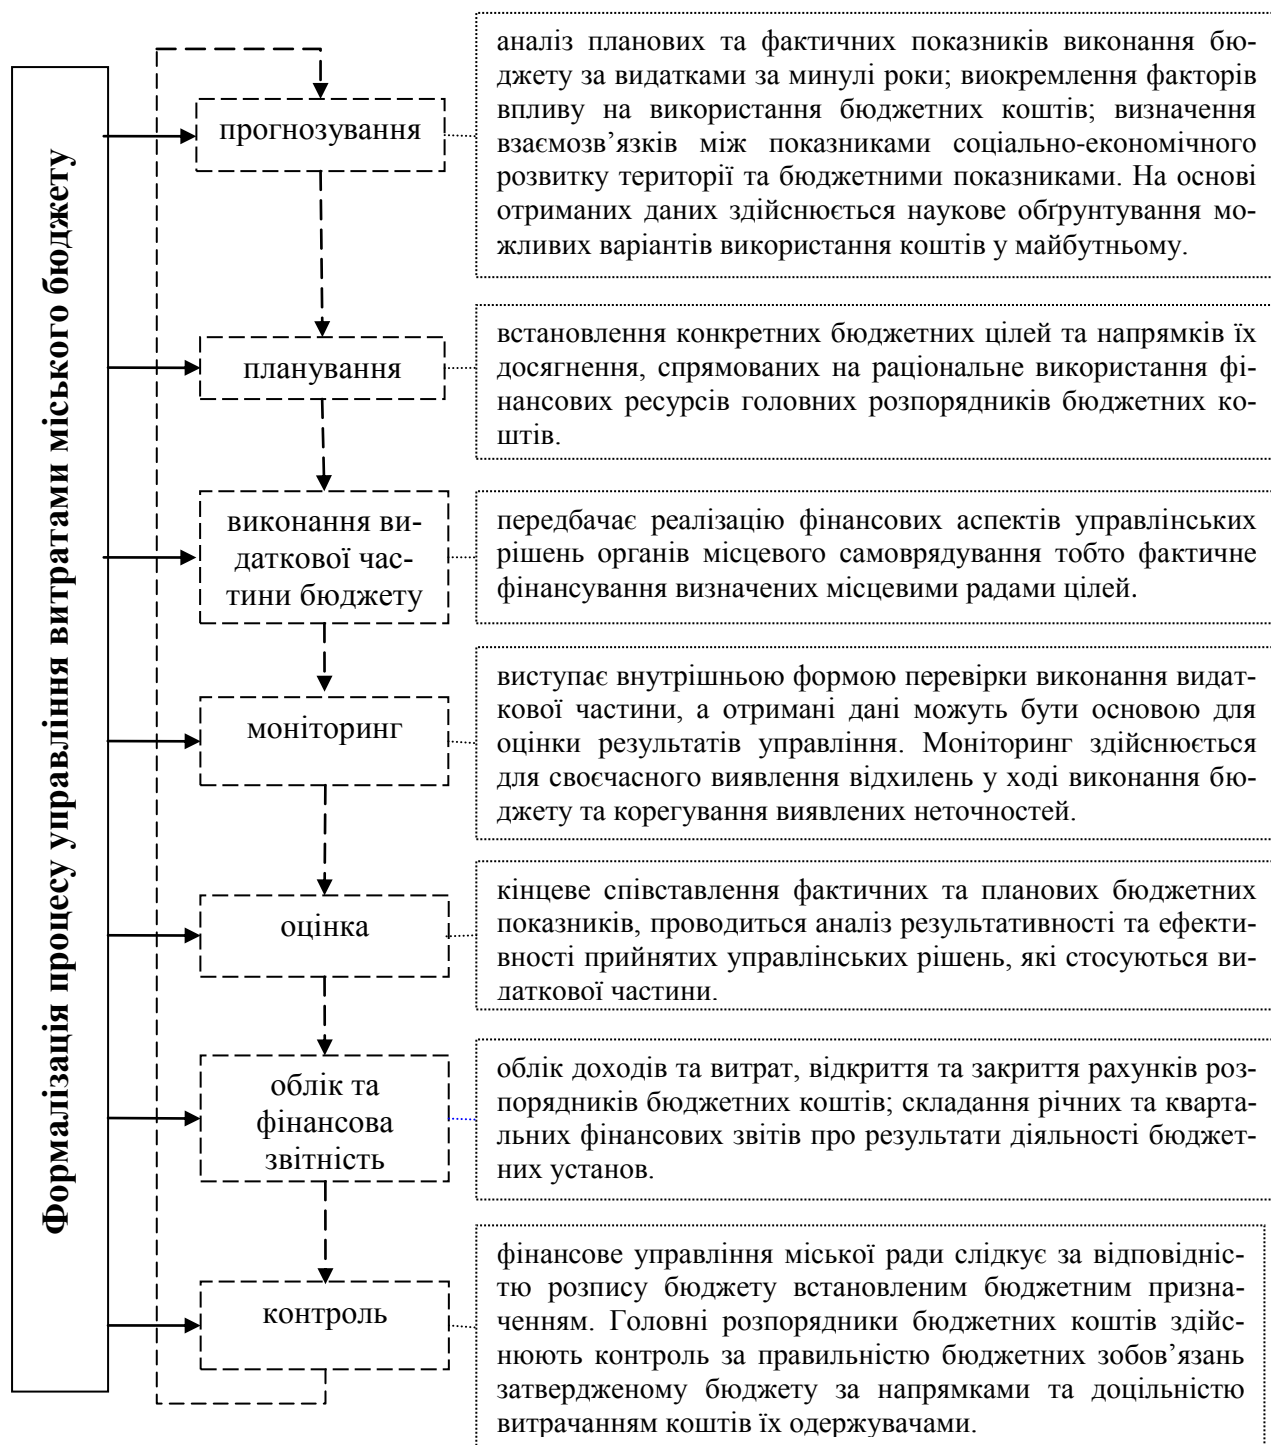 Формалізація процесу управління витратами міського бюджету
прогнозування
аналіз планових та фактичних показників виконання бю-
джету за видатками за минулі роки; виокремлення факторів
впливу на використання бюджетних коштів; визначення
взаємозв’язків між показниками соціально-економічного
розвитку території та бюджетними показниками. На основі
отриманих даних здійснюється наукове обґрунтування мо-
жливих варіантів використання коштів у майбутньому.
планування
встановлення конкретних бюджетних цілей та напрямків їх
досягнення, спрямованих на раціональне використання фі-
нансових ресурсів головних розпорядників бюджетних ко-
штів.
виконання ви-
даткової час-
тини бюджету
передбачає реалізацію фінансових аспектів управлінських
рішень органів місцевого самоврядування тобто фактичне
фінансування визначених місцевими радами цілей.
моніторинг
виступає внутрішньою формою перевірки виконання видат-
кової частини, а отримані дані можуть бути основою для
оцінки результатів управління. Моніторинг здійснюється
для своєчасного виявлення відхилень у ході виконання бю-
джету та корегування виявлених неточностей.
оцінка
кінцеве співставлення фактичних та планових бюджетних
показників, проводиться аналіз результативності та ефекти-
вності прийнятих управлінських рішень, які стосуються ви-
даткової частини.
облік та
фінансова
звітність
облік доходів та витрат, відкриття та закриття рахунків роз-
порядників бюджетних коштів; складання річних та кварта-
льних фінансових звітів про результати діяльності бюджет-
них установ.
контроль
фінансове управління міської ради слідкує за відповідніс-
тю розпису бюджету встановленим бюджетним призна-
ченням. Головні розпорядники бюджетних коштів здійс-
нюють контроль за правильністю бюджетних зобов’язань
затвердженому бюджету за напрямками та доцільністю
витрачанням коштів їх одержувачами.